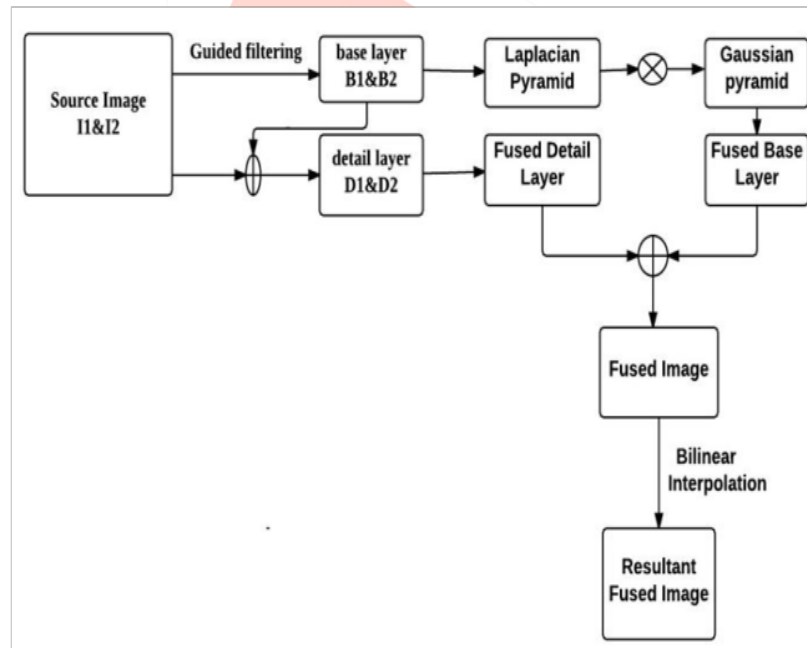 Source Image
I1&I2
Guided filtering
base layer
B1&B2
Laplacian
Pyramid
Gaussian
pyramid
detail layer
D1&D2
Fused Detail
Layer
Fused Base
Layer
Fused Image
Bilinear
Interpolation
Resultant
Fused Image